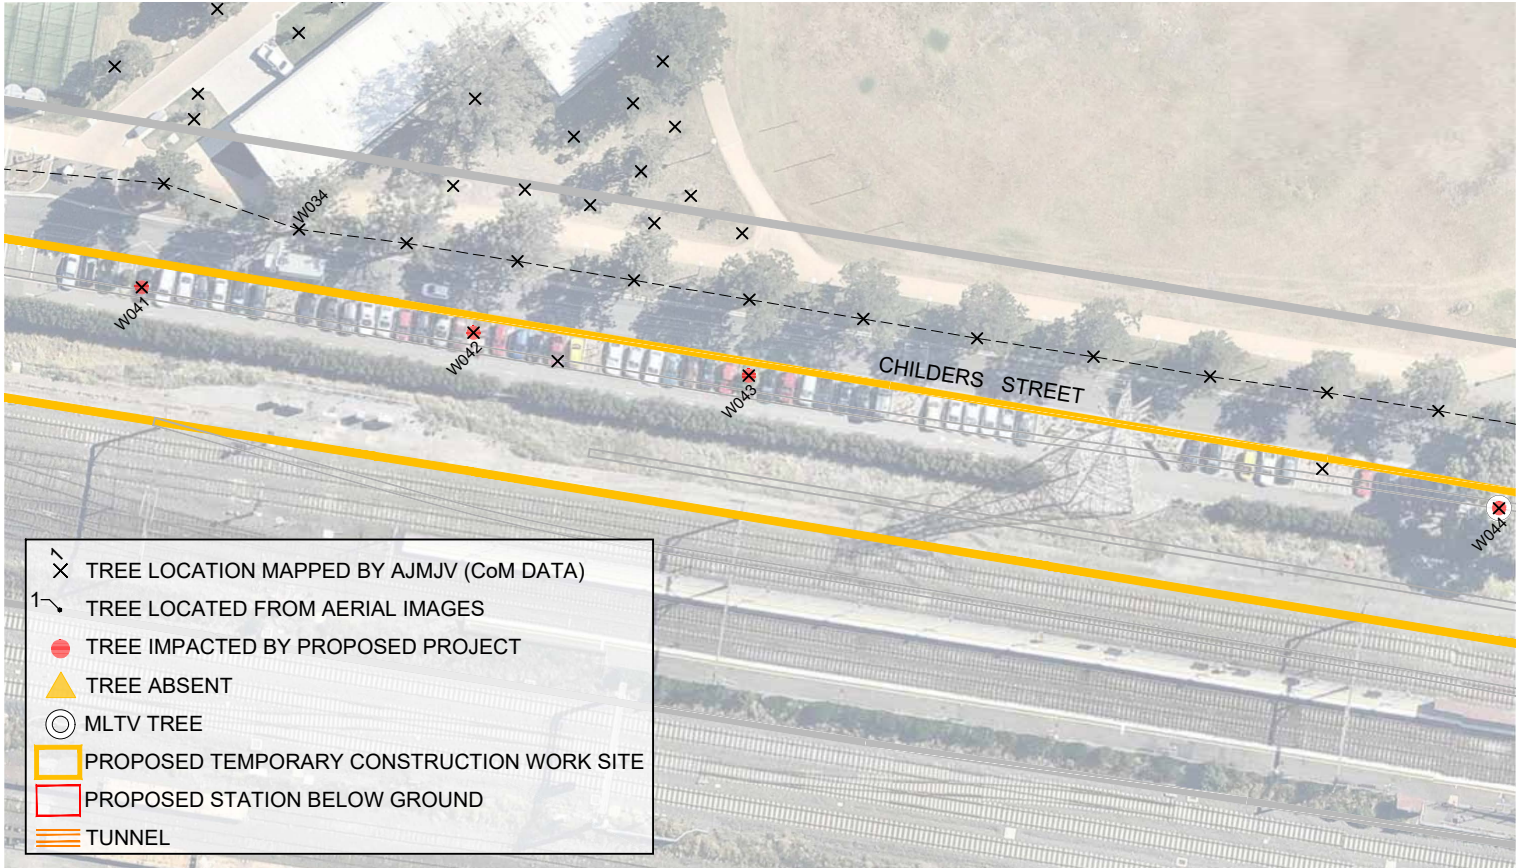 W034
W041
W042
W043
CHILDERS STREET
W044
1
TREE LOCATION MAPPED BY AJMJV (CoM DATA)
1
TREE LOCATED FROM AERIAL IMAGES
TREE IMPACTED BY PROPOSED PROJECT
TREE ABSENT
MLTV TREE
PROPOSED TEMPORARY CONSTRUCTION WORK SITE
PROPOSED STATION BELOW GROUND
TUNNEL